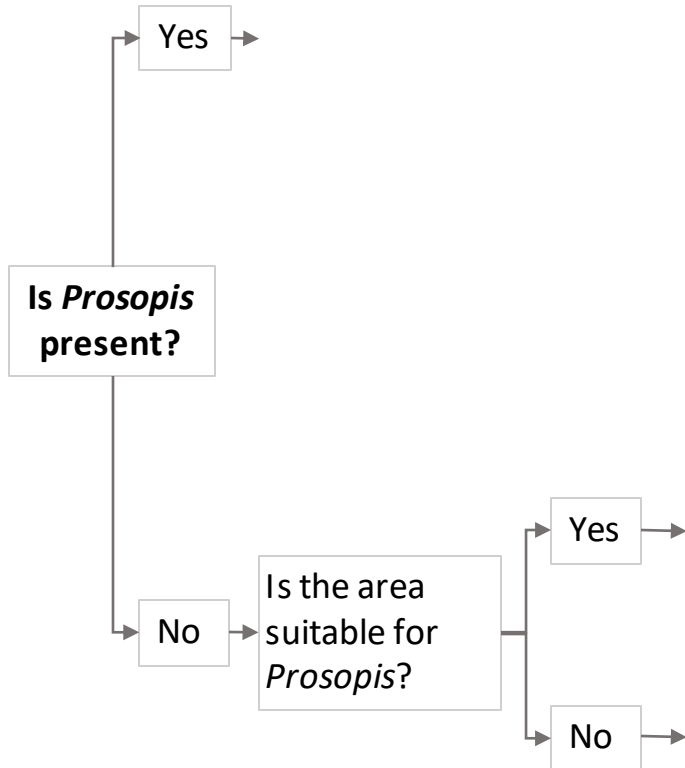 Yes
Is Prosopis
present?
No
Is the area
suitable for
Prosopis?
Yes
No